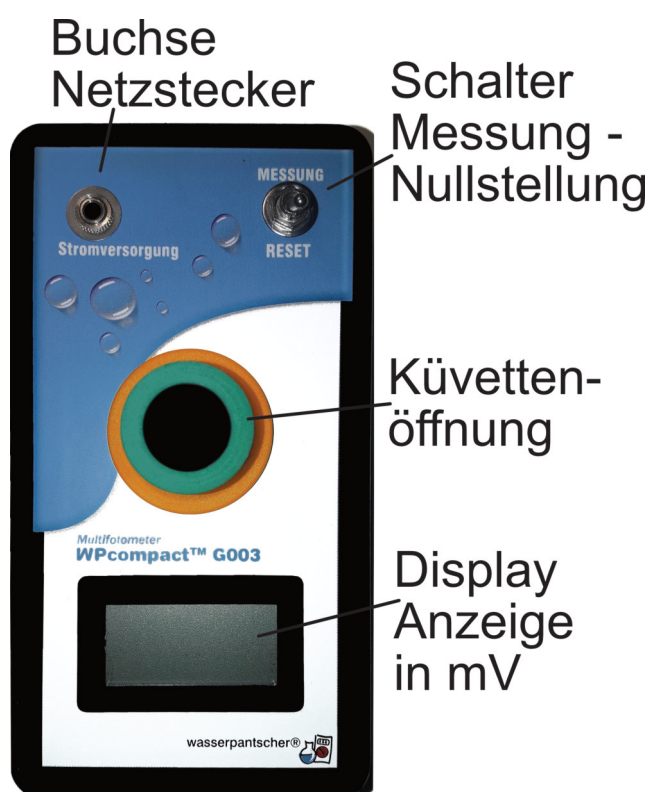 Buchse
Netzstecker
Schalter
Messung -
Nullstellung
MESSUNG
Stromversorgung
RESET
Küvetten-
öffnung
Multifotometer
WPcompact™ G003
Display
Anzeige
in mV
wasserpantscher®